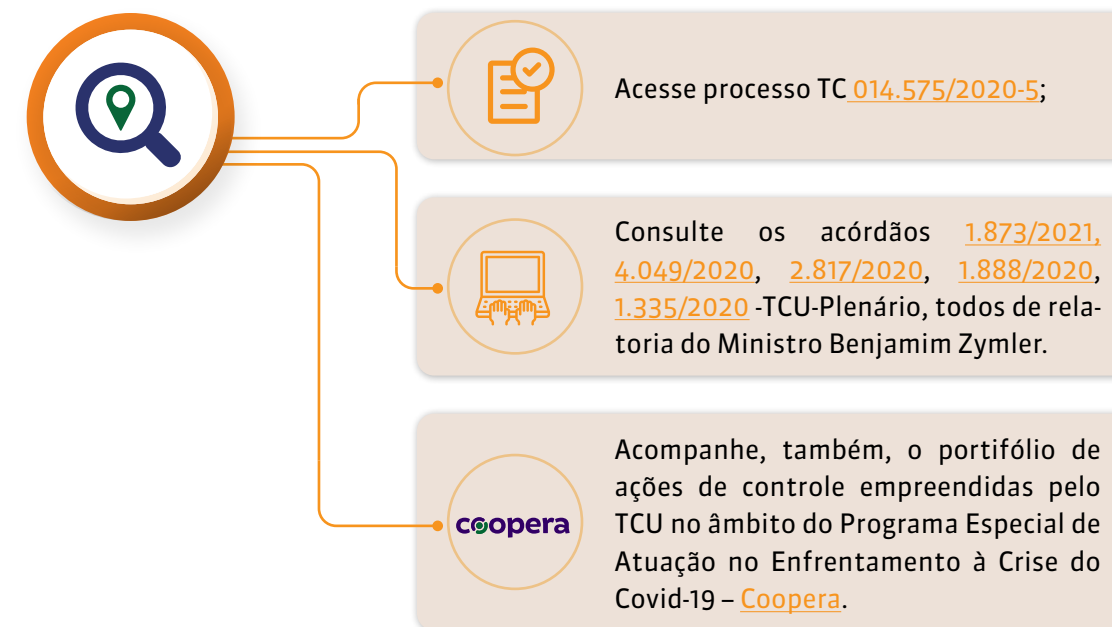 Acesse processo TC 014.575/2020-5;
Consulte os acórdãos 1.873/2021,
4.049/2020, 2.817/2020, 1.888/2020,
1.335/2020 -TCU-Plenário, todos de rela-
toria do Ministro Benjamim Zymler.
coopera
Acompanhe, também, o portifólio de
ações de controle empreendidas pelo
TCU no âmbito do Programa Especial de
Atuação no Enfrentamento à Crise do
Covid-19 – Coopera.